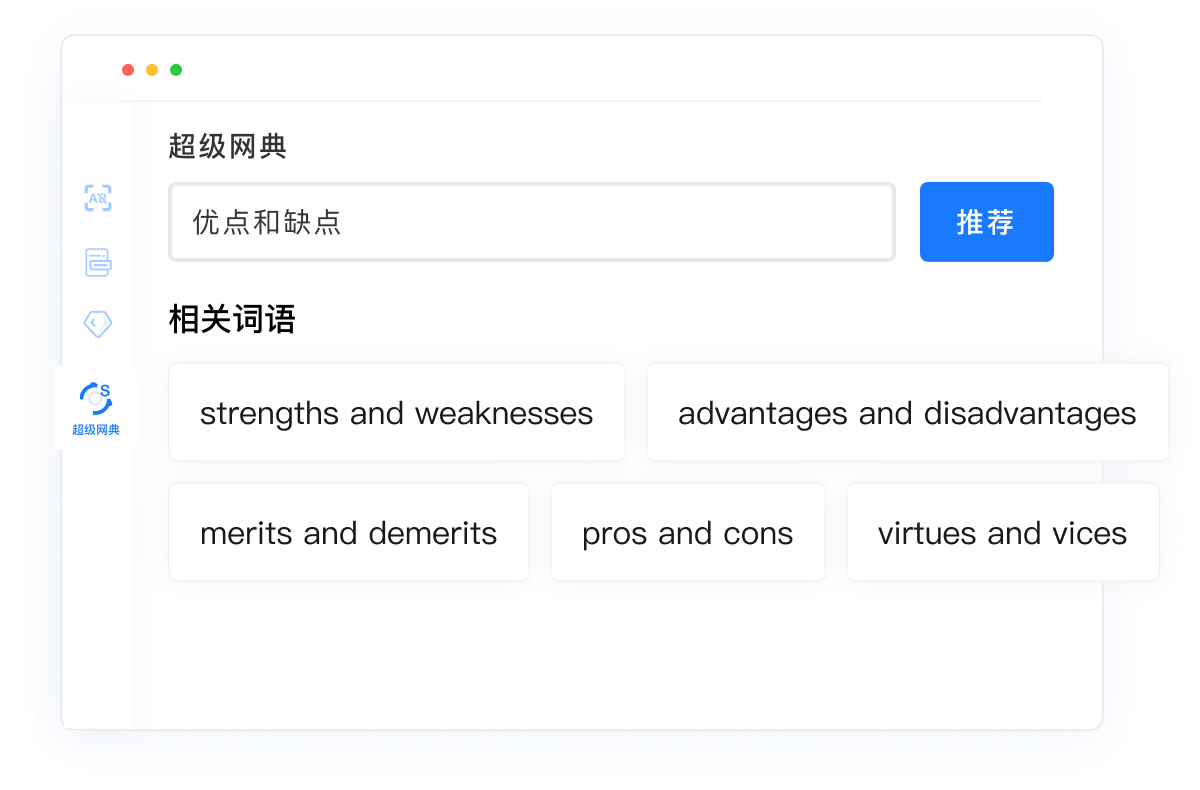 超级网典
优点和缺点
推荐
相关词语
strengths and weaknesses
advantages and disadvantages
merits and demerits
pros and cons
virtues and vices
S
超级网典